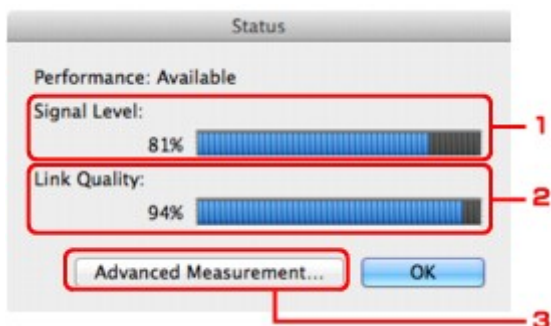 Status
Performance: Available
Signal Level:
81%
1
Link Quality:
94%
2
Advanced Measurement...
OK
3